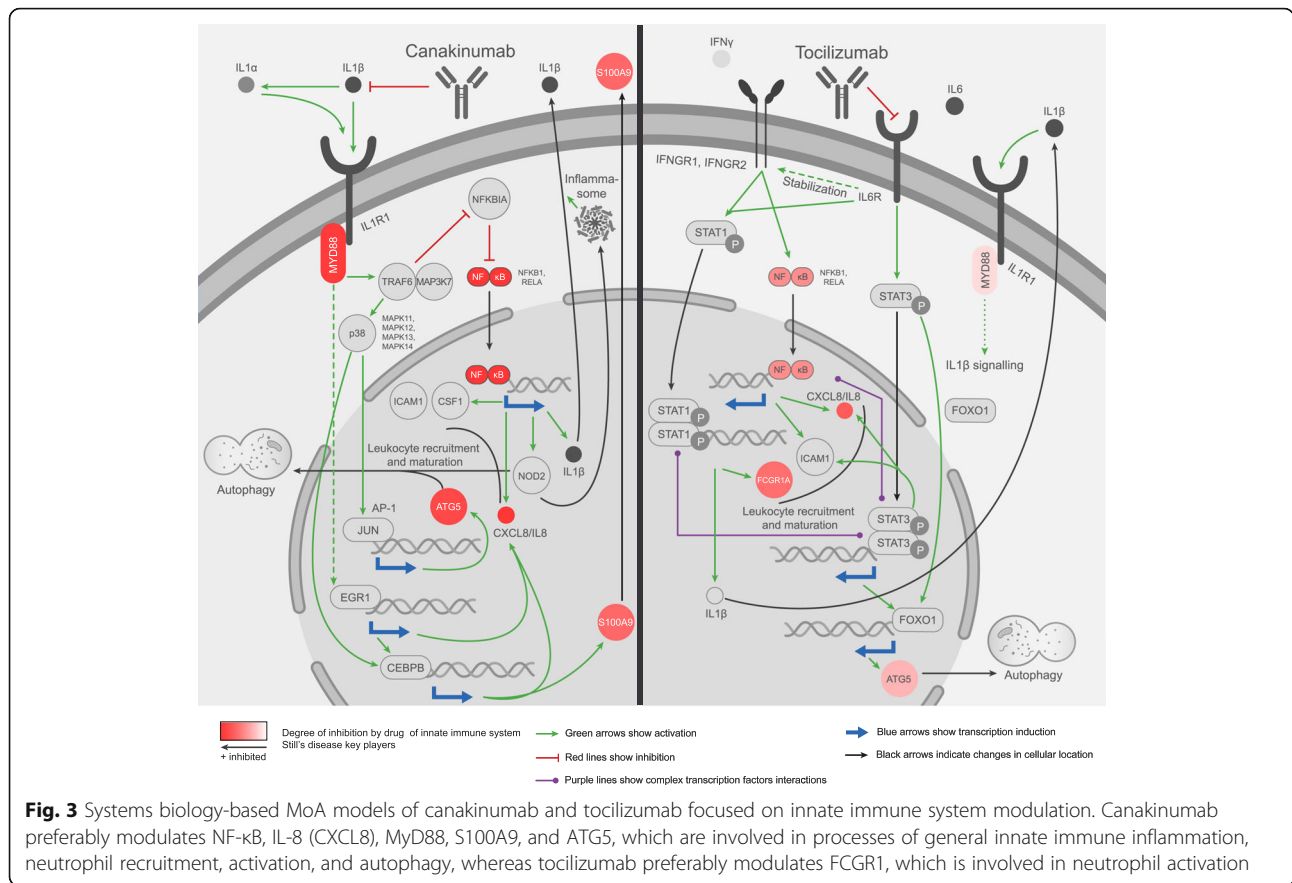 Canakinumab
IL1α
IL1β
IL1β
S100A9
IL1R1
MYD88
NFKBIA
Inflamma-
some
TRAF6
MAP3K7
NF
κB
NFKB1,
RELA
p38
MAPK11,
MAPK12,
MAPK13,
MAPK14
NF
κB
ICAM1
CSF1
Leukocyte recruitment
and maturation
NOD2
IL1β
Autophagy
ATG5
CXCL8/IL8
AP-1
JUN
EGR1
S100A9
CEBPB
IFNγ
Tocilizumab
IL6
IL1β
IFNGR1, IFNGR2
Stabilization
IL6R
STAT1
P
NF
κB
NFKB1,
RELA
STAT3
P
MYD88
IL1R1
IL1β signalling
FOXO1
NF
κB
CXCL8/IL8
STAT1
P
STAT1
P
ICAM1
FCGR1A
Leukocyte recruitment
and maturation
STAT3
P
STAT3
P
IL1β
FOXO1
ATG5
Autophagy
Degree of inhibition by drug of innate immune system
Still's disease key players
+ inhibited
Green arrows show activation
Red lines show inhibition
Purple lines show complex transcription factors interactions
Blue arrows show transcription induction
Black arrows indicate changes in cellular location
Fig. 3 Systems biology-based MoA models of canakinumab and tocilizumab focused on innate immune system modulation. Canakinumab
preferably modulates NF-κB, IL-8 (CXCL8), MyD88, S100A9, and ATG5, which are involved in processes of general innate immune inflammation,
neutrophil recruitment, activation, and autophagy, whereas tocilizumab preferably modulates FCGR1, which is involved in neutrophil activation